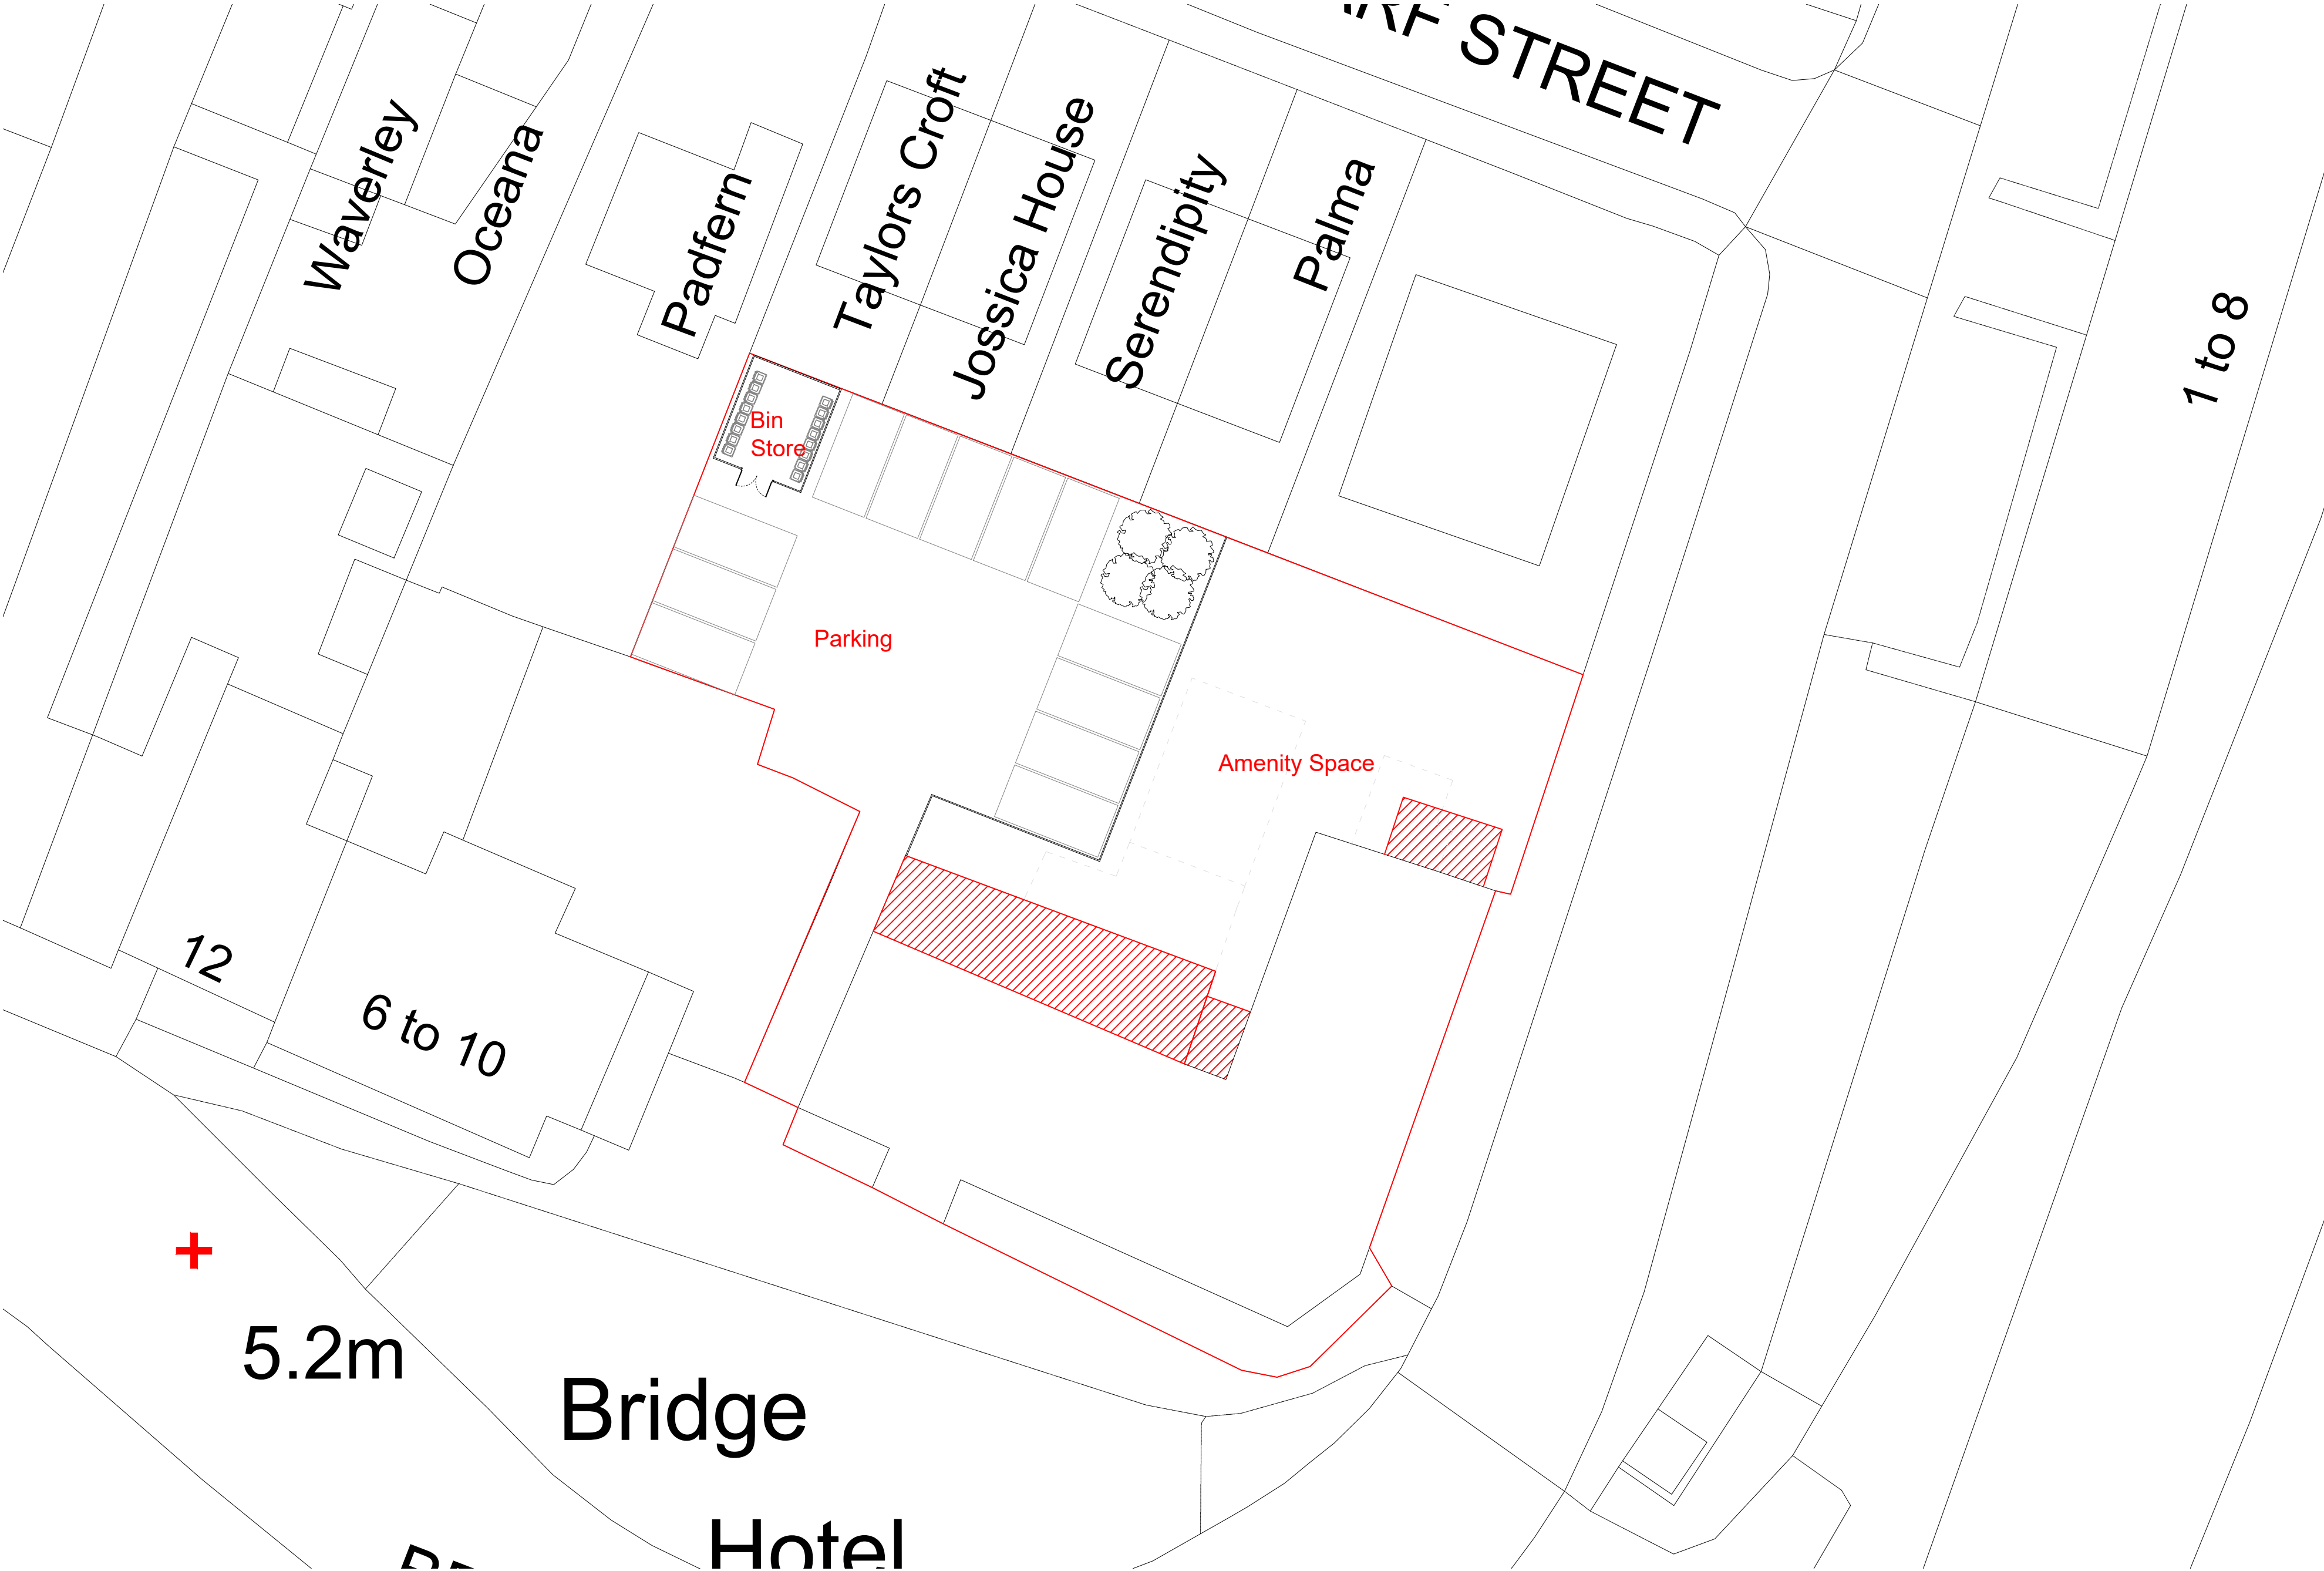 STREET
Waverley
Oceana
Padfern
Taylors Croft
Jossica House
Serendipity
Palma
1 to 8
Bin
Store
Parking
Amenity Space
12
6 to 10
5.2m
Bridge
Hotel